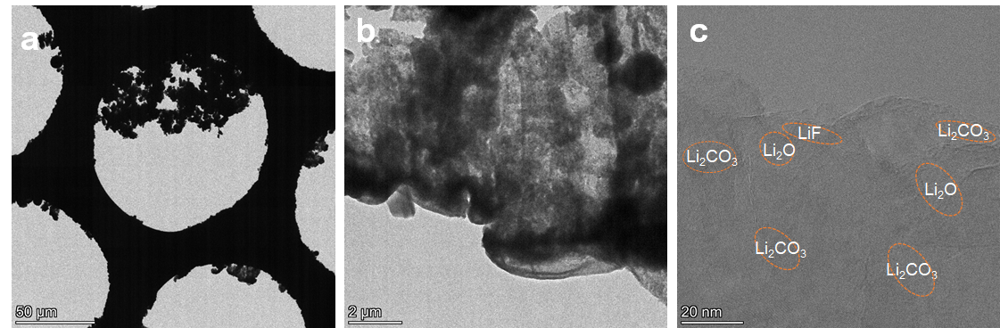 a
b
c
LiF
Li₂CO₃
Li₂CO₃
Li₂O
Li₂O
Li₂CO₃
Li₂CO₃
50 µm
2 µm
20 nm